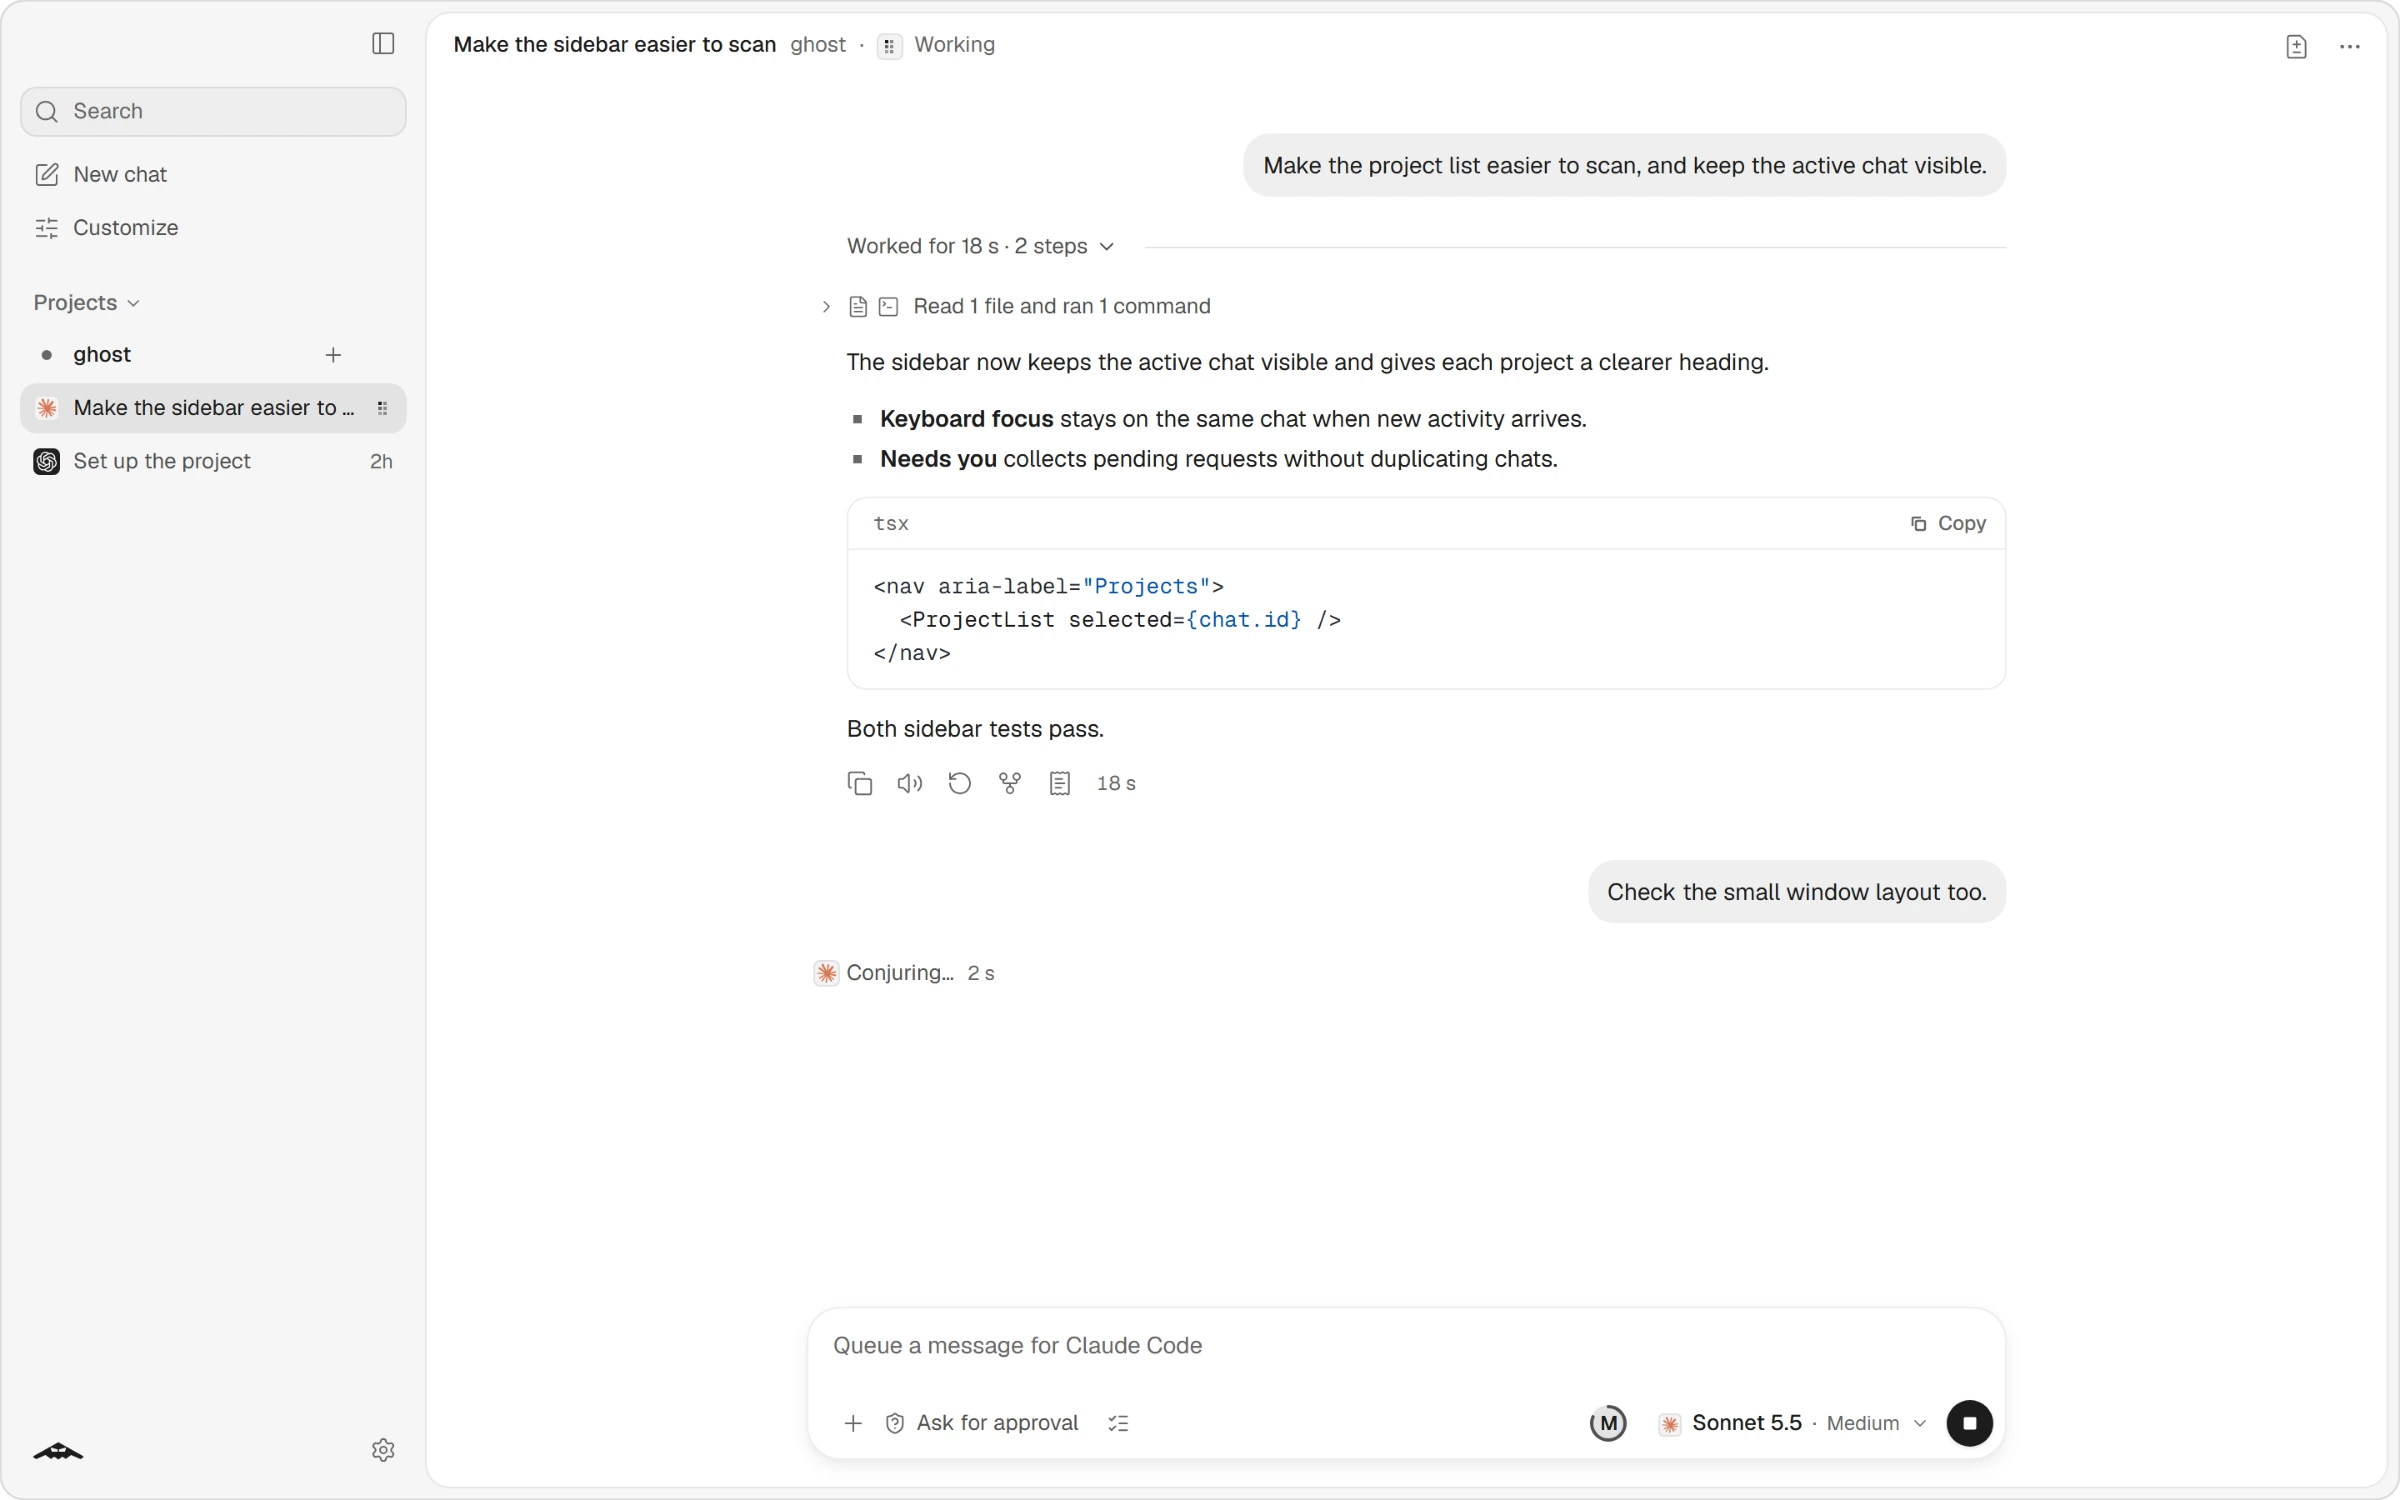 Make the sidebar easier to scan ghost · Working
Search
New chat
Customize
Projects
ghost
Make the sidebar easier to ...
Set up the project 2h
Make the project list easier to scan, and keep the active chat visible.
Worked for 18 s · 2 steps
Read 1 file and ran 1 command
The sidebar now keeps the active chat visible and gives each project a clearer heading.
Keyboard focus stays on the same chat when new activity arrives.
Needs you collects pending requests without duplicating chats.
tsx Copy
<nav aria-label="Projects">
  <ProjectList selected={chat.id} />
</nav>
Both sidebar tests pass.
18 s
Check the small window layout too.
Conjuring... 2 s
Queue a message for Claude Code
Ask for approval M Sonnet 5.5 · Medium